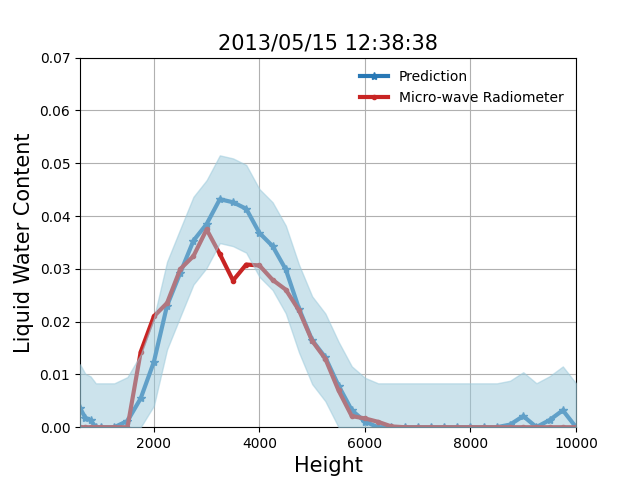 2013/05/15 12:38:38
Prediction
Micro-wave Radiometer
0.07
0.06
0.05
0.04
0.03
0.02
0.01
0.00
Liquid Water Content
2000 4000 6000 8000 10000
Height